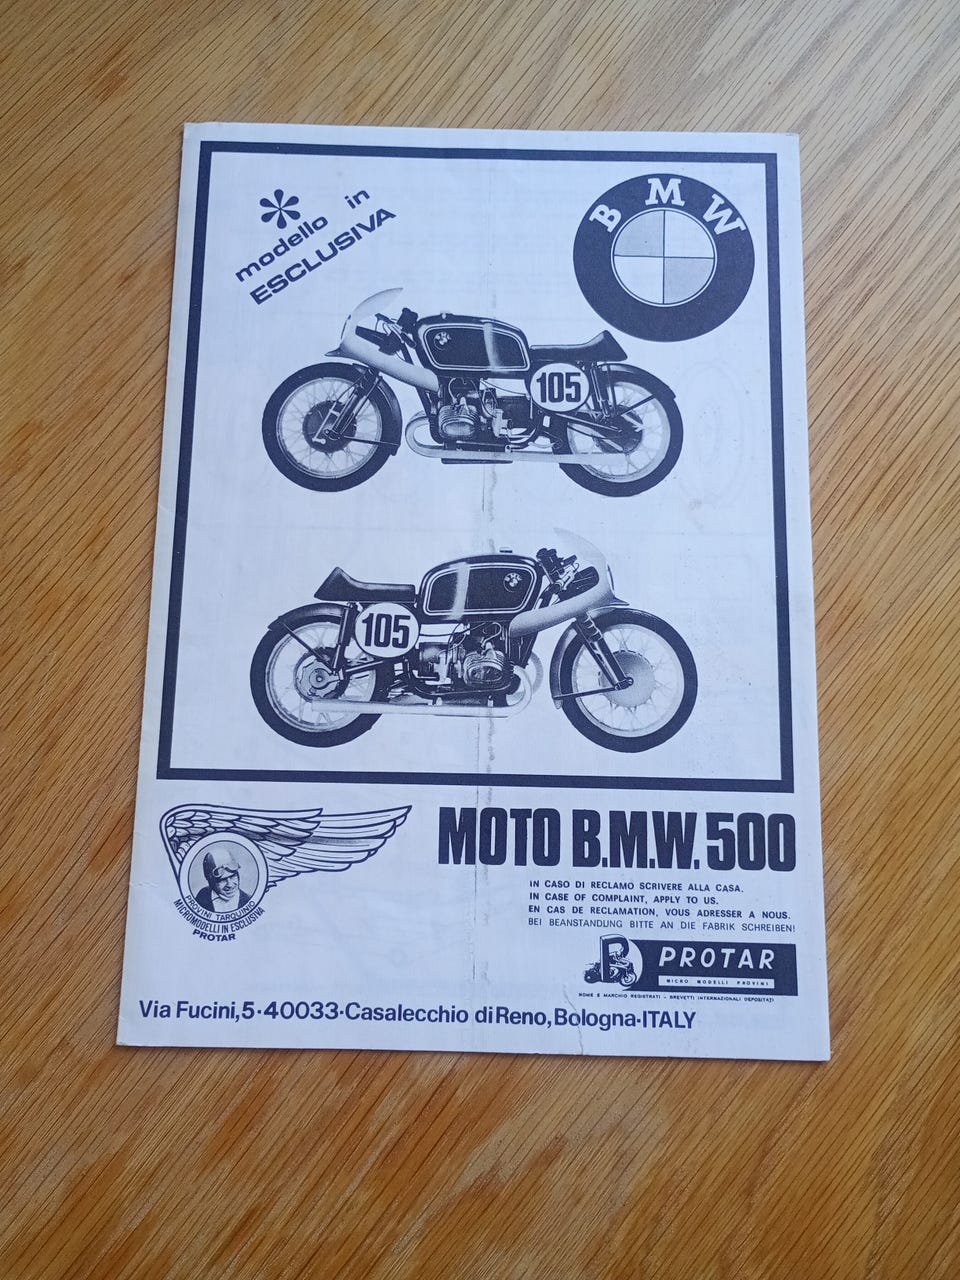 * modello in
ESCLUSIVA
BMW
105
105
MOTO B.M.W. 500
IN CASO DI RECLAMO SCRIVERE ALLA CASA.
IN CASE OF COMPLAINT, APPLY TO US.
EN CAS DE RECLAMATION, VOUS ADRESSER A NOUS.
BEI BEANSTANDUNG BITTE AN DIE FABRIK SCHREIBEN!
PROVINI TARQUINIO
MICROMODELLI IN ESCLUSIVA
PROTAR
P PROTAR
MICRO MODELLI PROVINI
NOME E MARCHIO REGISTRATI - BREVETTI INTERNAZIONALI DEPOSITATI
Via Fucini,5·40033·Casalecchio di Reno, Bologna·ITALY